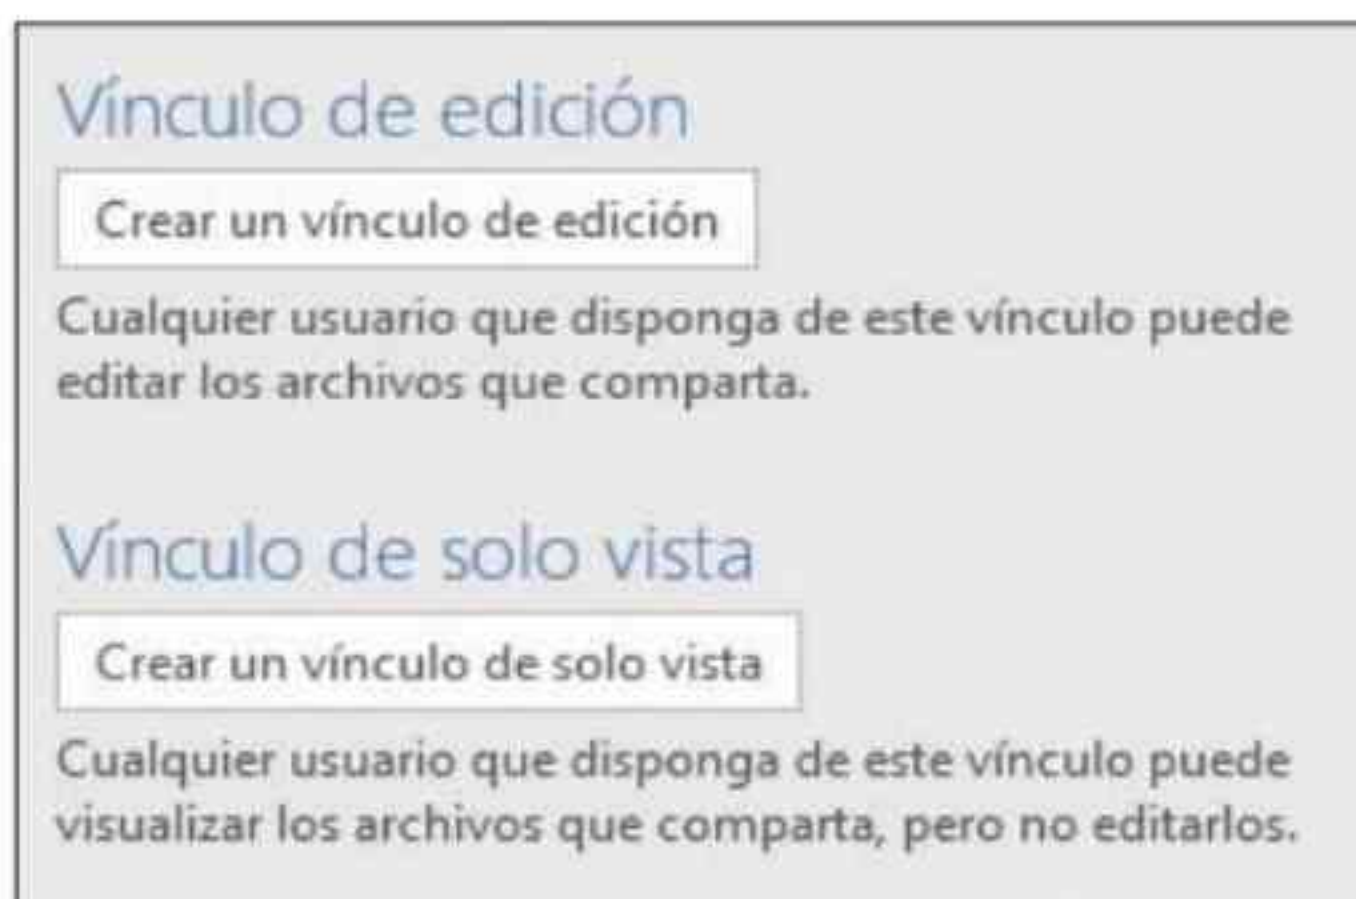 Vínculo de edición
Crear un vínculo de edición
Cualquier usuario que disponga de este vínculo puede
editar los archivos que comparta.
Vínculo de solo vista
Crear un vínculo de solo vista
Cualquier usuario que disponga de este vínculo puede
visualizar los archivos que comparta, pero no editarlos.